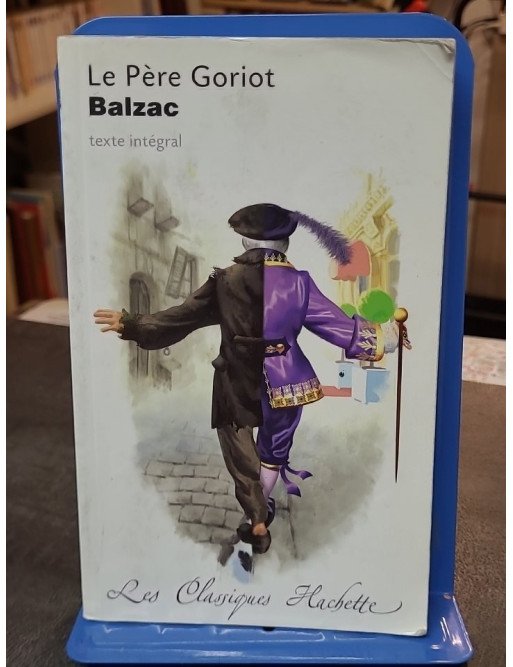 Le Père Goriot
Balzac
texte intégral
Les Classiques Hachette